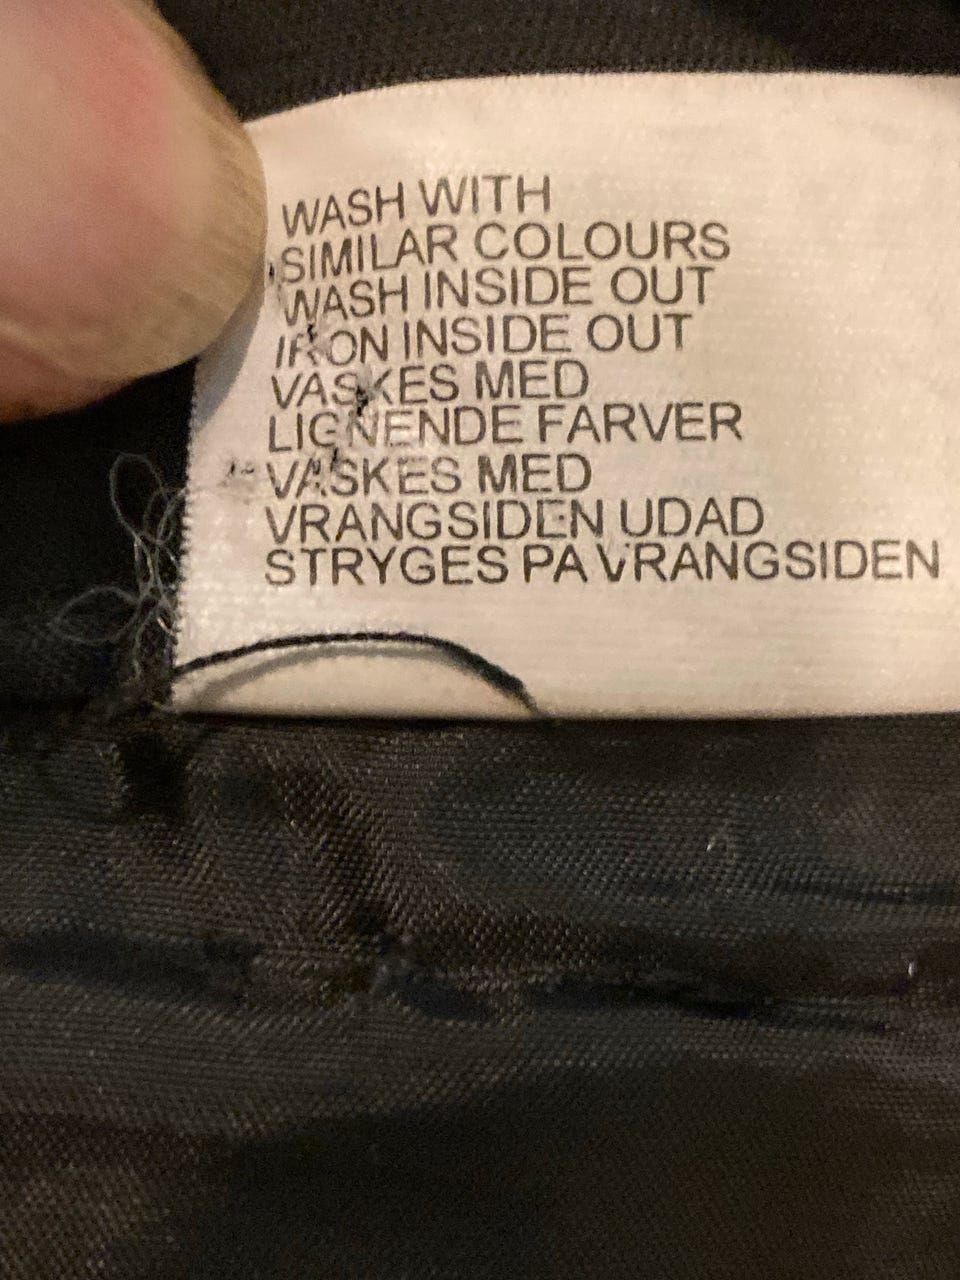 WASH WITH
SIMILAR COLOURS
WASH INSIDE OUT
IRON INSIDE OUT
VASKES MED
LIGNENDE FARVER
VASKES MED
VRANGSIDEN UDAD
STRYGES PA VRANGSIDEN